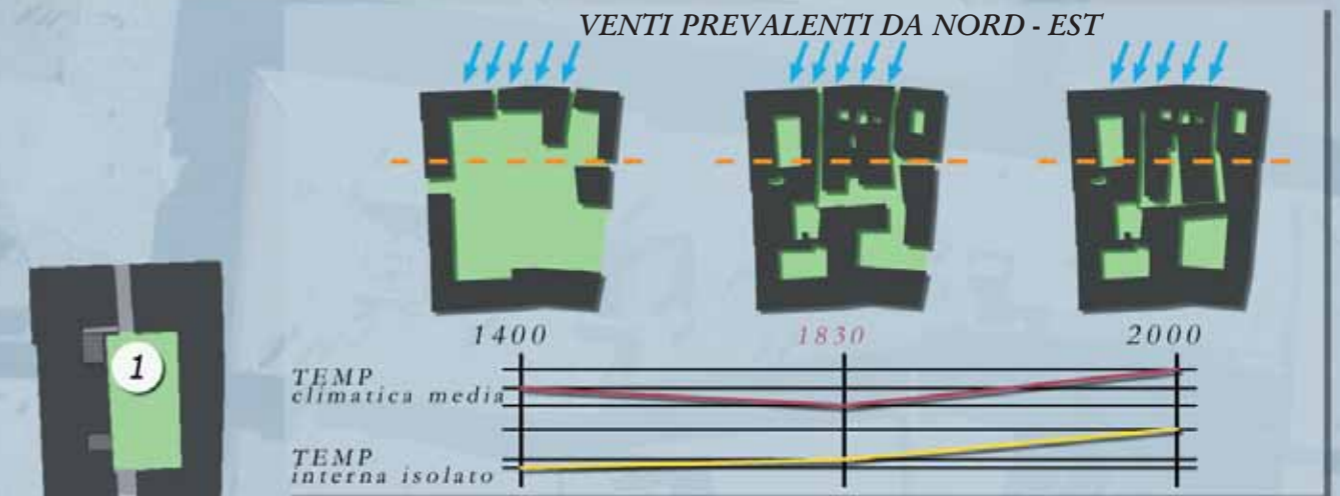 VENTI PREVALENTI DA NORD - EST
1400
1830
2000
1
TEMP
climatica media
TEMP
interna isolato